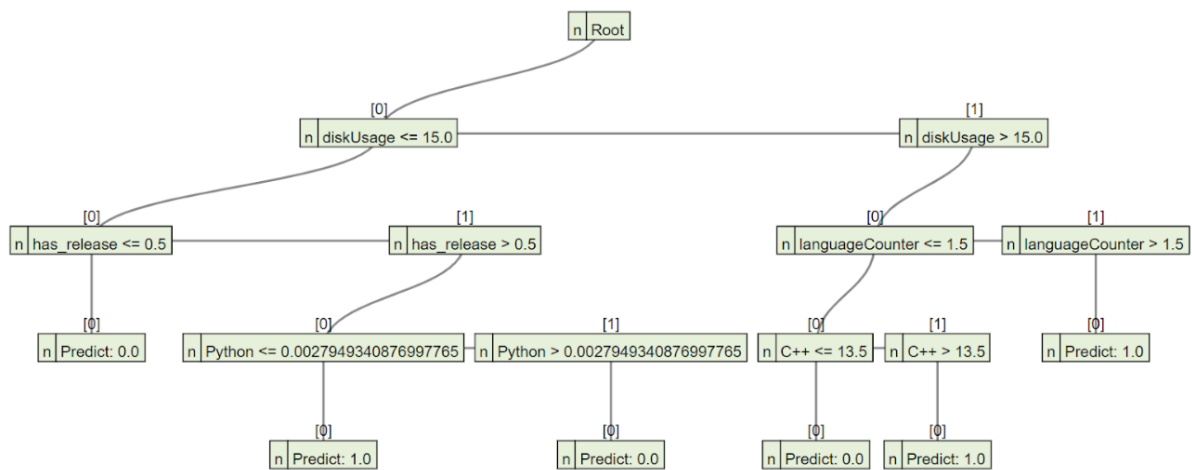 n Root
[0] [1]
n diskUsage <= 15.0 n diskUsage > 15.0
[0] [1] [0] [1]
n has_release <= 0.5 n has_release > 0.5 n languageCounter <= 1.5 n languageCounter > 1.5
[0] [0] [1] [0] [1] [0]
n Predict: 0.0 n Python <= 0.0027949340876997765 n Python > 0.0027949340876997765 n C++ <= 13.5 n C++ > 13.5 n Predict: 1.0
[0] [0] [0] [0]
n Predict: 1.0 n Predict: 0.0 n Predict: 0.0 n Predict: 1.0